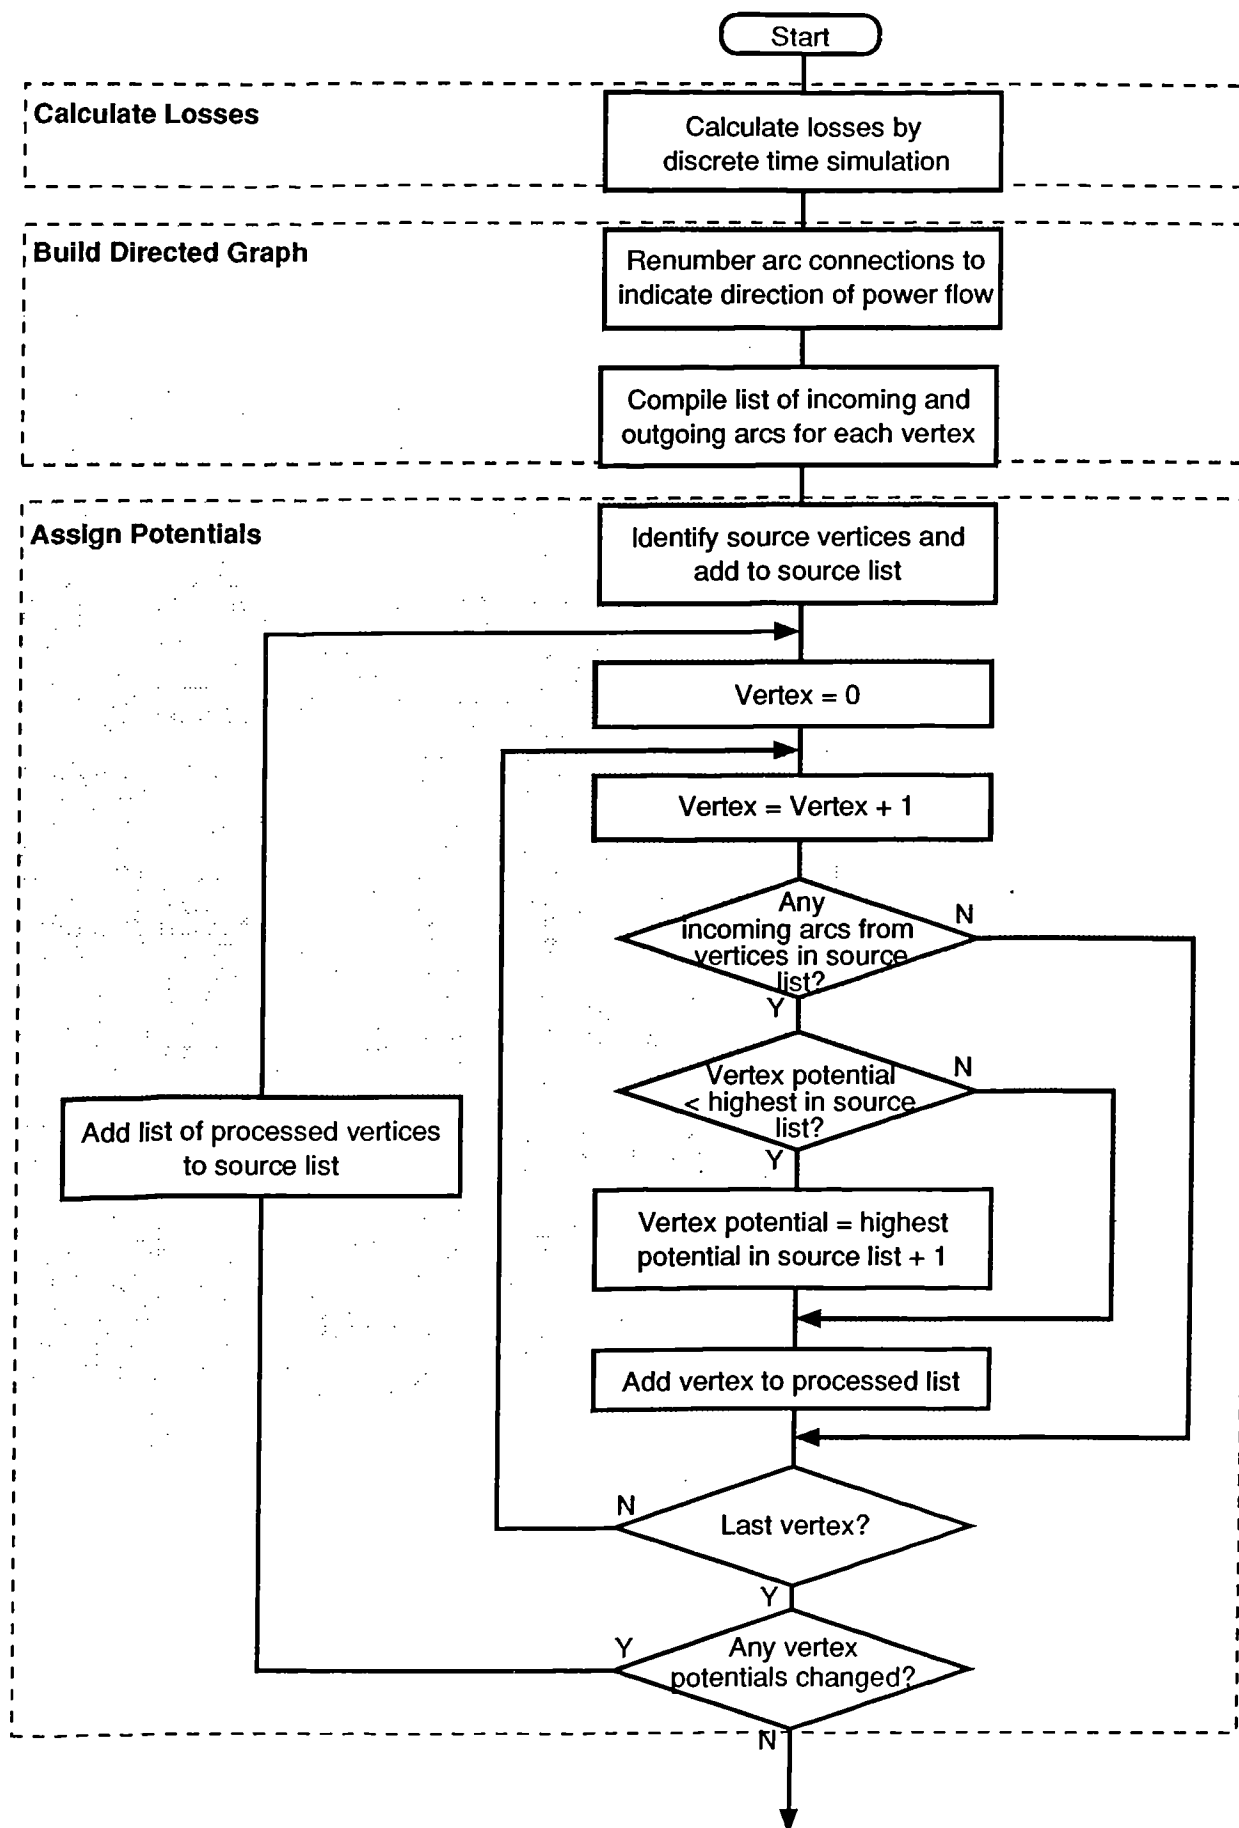 Start
Calculate Losses
Calculate losses by
discrete time simulation
Build Directed Graph
Renumber arc connections to
indicate direction of power flow
Compile list of incoming and
outgoing arcs for each vertex
Assign Potentials
Identify source vertices and
add to source list
Vertex = 0
Vertex = Vertex + 1
Any
incoming arcs from
vertices in source
list?
N
Y
Vertex potential
< highest in source
list?
N
Y
Add list of processed vertices
to source list
Vertex potential = highest
potential in source list + 1
Add vertex to processed list
Last vertex?
N
Y
Any vertex
potentials changed?
Y
N